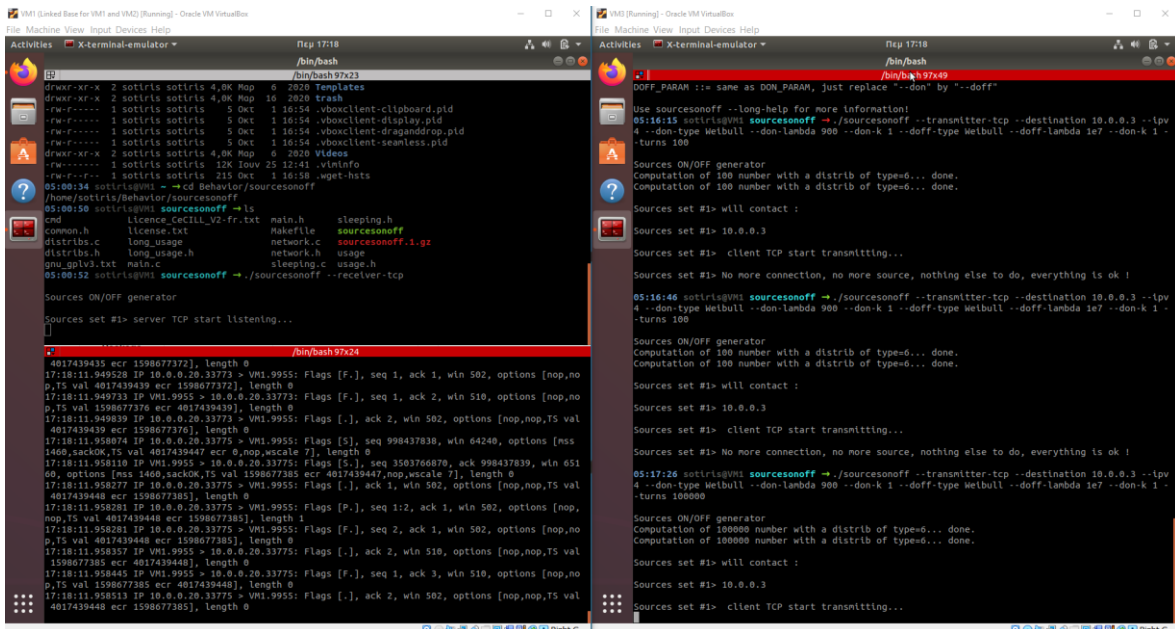 VM1 (Linked Base for VM1 and VM2) [Running] - Oracle VM VirtualBox
File Machine View Input Devices Help
Activities X-terminal-emulator Πεμ 17:18
/bin/bash
/bin/bash 97x23
drwxr-xr-x 2 sotiris sotiris 4,0K Μαρ 6 2020 Templates
drwxr-xr-x 2 sotiris sotiris 4,0K Μαρ 16 2020 trash
-rw-r----- 1 sotiris sotiris 5 Οκτ 1 16:54 .vboxclient-clipboard.pid
-rw-r----- 1 sotiris sotiris 5 Οκτ 1 16:54 .vboxclient-display.pid
-rw-r----- 1 sotiris sotiris 5 Οκτ 1 16:54 .vboxclient-draganddrop.pid
-rw-r----- 1 sotiris sotiris 5 Οκτ 1 16:54 .vboxclient-seamless.pid
drwxr-xr-x 2 sotiris sotiris 4,0K Μαρ 6 2020 Videos
-rw------- 1 sotiris sotiris 12K Ιουν 25 12:41 .viminfo
-rw-r--r-- 1 sotiris sotiris 215 Οκτ 1 16:58 .wget-hsts
05:00:34 sotiris@VM1 ~ →cd Behavior/sourcesonoff
/home/sotiris/Behavior/sourcesonoff
05:00:50 sotiris@VM1 sourcesonoff →ls
cmd Licence_CeCILL_V2-fr.txt main.h sleeping.h
common.h license.txt Makefile sourcesonoff
distribs.c long_usage network.c sourcesonoff.1.gz
distribs.h long_usage.h network.h usage
gnu_gplv3.txt main.c sleeping.c usage.h
05:00:52 sotiris@VM1 sourcesonoff →./sourcesonoff --receiver-tcp
Sources ON/OFF generator
Sources set #1> server TCP start listening...
/bin/bash 97x24
4017439435 ecr 1598677372], length 0
17:18:11.949528 IP 10.0.0.20.33773 > VM1.9955: Flags [F.], seq 1, ack 1, win 502, options [nop,no
p,TS val 4017439439 ecr 1598677372], length 0
17:18:11.949733 IP VM1.9955 > 10.0.0.20.33773: Flags [F.], seq 1, ack 2, win 510, options [nop,no
p,TS val 1598677376 ecr 4017439439], length 0
17:18:11.949839 IP 10.0.0.20.33773 > VM1.9955: Flags [.], ack 2, win 502, options [nop,nop,TS val
4017439439 ecr 1598677376], length 0
17:18:11.958074 IP 10.0.0.20.33775 > VM1.9955: Flags [S], seq 998437838, win 64240, options [mss
1460,sackOK,TS val 4017439447 ecr 0,nop,wscale 7], length 0
17:18:11.958110 IP VM1.9955 > 10.0.0.20.33775: Flags [S.], seq 3503766870, ack 998437839, win 651
60, options [mss 1460,sackOK,TS val 1598677385 ecr 4017439447,nop,wscale 7], length 0
17:18:11.958277 IP 10.0.0.20.33775 > VM1.9955: Flags [.], ack 1, win 502, options [nop,nop,TS val
4017439448 ecr 1598677385], length 0
17:18:11.958281 IP 10.0.0.20.33775 > VM1.9955: Flags [P.], seq 1:2, ack 1, win 502, options [nop,
nop,TS val 4017439448 ecr 1598677385], length 1
17:18:11.958281 IP 10.0.0.20.33775 > VM1.9955: Flags [F.], seq 2, ack 1, win 502, options [nop,no
p,TS val 4017439448 ecr 1598677385], length 0
17:18:11.958357 IP VM1.9955 > 10.0.0.20.33775: Flags [.], ack 2, win 510, options [nop,nop,TS val
1598677385 ecr 4017439448], length 0
17:18:11.958445 IP VM1.9955 > 10.0.0.20.33775: Flags [F.], seq 1, ack 3, win 510, options [nop,no
p,TS val 1598677385 ecr 4017439448], length 0
17:18:11.958513 IP 10.0.0.20.33775 > VM1.9955: Flags [.], ack 2, win 502, options [nop,nop,TS val
4017439448 ecr 1598677385], length 0
VM3 [Running] - Oracle VM VirtualBox
File Machine View Input Devices Help
Activities X-terminal-emulator Πεμ 17:18
/bin/bash
/bin/bash 97x49
DOFF_PARAM ::= same as DON_PARAM, just replace "--don" by "--doff"
Use sourcesonoff --long-help for more information!
05:16:15 sotiris@VM1 sourcesonoff →./sourcesonoff --transmitter-tcp --destination 10.0.0.3 --ipv
4 --don-type Weibull --don-lambda 900 --don-k 1 --doff-type Weibull --doff-lambda 1e7 --don-k 1 -
-turns 100
Sources ON/OFF generator
Computation of 100 number with a distrib of type=6... done.
Computation of 100 number with a distrib of type=6... done.
Sources set #1> will contact :
Sources set #1> 10.0.0.3
Sources set #1> client TCP start transmitting...
Sources set #1> No more connection, no more source, nothing else to do, everything is ok !
05:16:46 sotiris@VM1 sourcesonoff →./sourcesonoff --transmitter-tcp --destination 10.0.0.3 --ipv
4 --don-type Weibull --don-lambda 900 --don-k 1 --doff-type Weibull --doff-lambda 1e7 --don-k 1 -
-turns 100
Sources ON/OFF generator
Computation of 100 number with a distrib of type=6... done.
Computation of 100 number with a distrib of type=6... done.
Sources set #1> will contact :
Sources set #1> 10.0.0.3
Sources set #1> client TCP start transmitting...
Sources set #1> No more connection, no more source, nothing else to do, everything is ok !
05:17:26 sotiris@VM1 sourcesonoff →./sourcesonoff --transmitter-tcp --destination 10.0.0.3 --ipv
4 --don-type Weibull --don-lambda 900 --don-k 1 --doff-type Weibull --doff-lambda 1e7 --don-k 1 -
-turns 100000
Sources ON/OFF generator
Computation of 100000 number with a distrib of type=6... done.
Computation of 100000 number with a distrib of type=6... done.
Sources set #1> will contact :
Sources set #1> 10.0.0.3
Sources set #1> client TCP start transmitting...